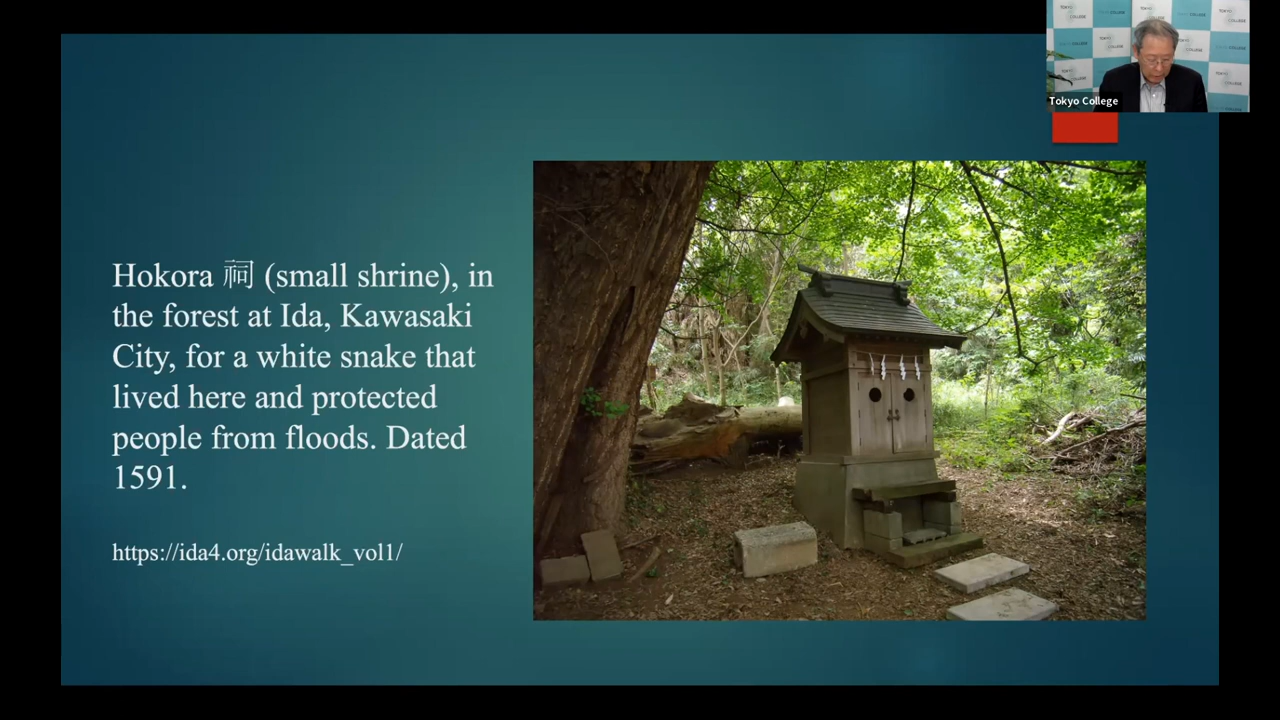 Hokora 祠 (small shrine), in
the forest at Ida, Kawasaki
City, for a white snake that
lived here and protected
people from floods. Dated
1591.
https://ida4.org/idawalk_vol1/
Tokyo College